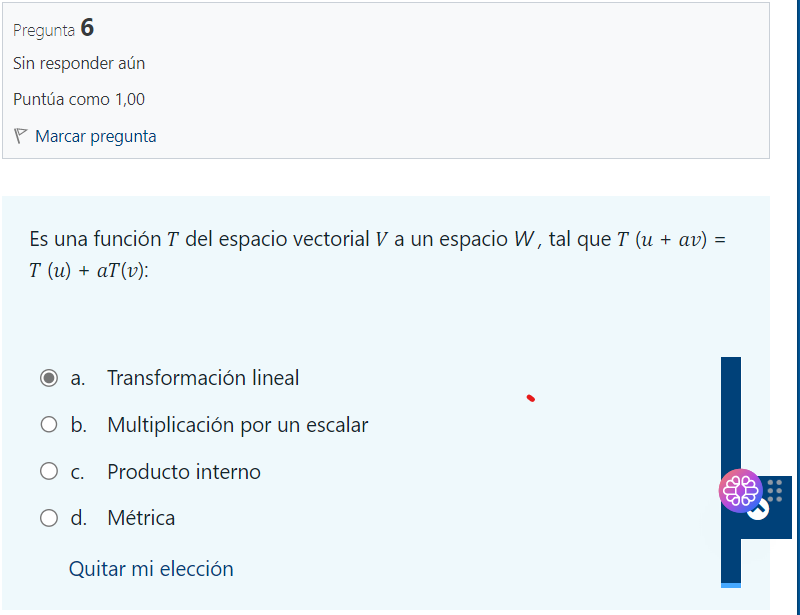 Pregunta 6
Sin responder aún
Puntúa como 1,00
Marcar pregunta
Es una función T del espacio vectorial V a un espacio W, tal que T (u + av) =
T (u) + aT(v):
a. Transformación lineal
b. Multiplicación por un escalar
c. Producto interno
d. Métrica
Quitar mi elección